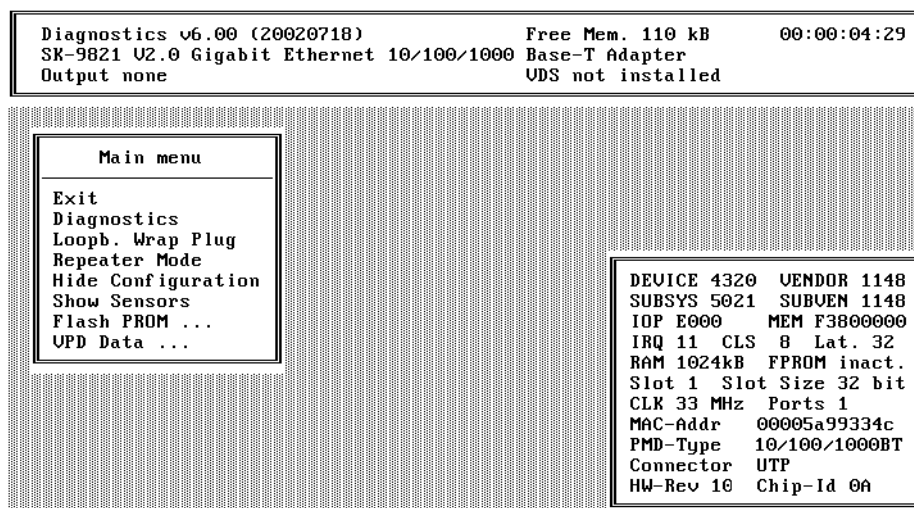 Diagnostics v6.00 (20020718) Free Mem. 110 kB 00:00:04:29
SK-9821 V2.0 Gigabit Ethernet 10/100/1000 Base-T Adapter
Output none VDS not installed
Main menu
Exit
Diagnostics
Loopb. Wrap Plug
Repeater Mode
Hide Configuration
Show Sensors
Flash PROM ...
VPD Data ...
DEVICE 4320 VENDOR 1148
SUBSYS 5021 SUBVEN 1148
IOP E000 MEM F3800000
IRQ 11 CLS 8 Lat. 32
RAM 1024kB FPROM inact.
Slot 1 Slot Size 32 bit
CLK 33 MHz Ports 1
MAC-Addr 00005a99334c
PMD-Type 10/100/1000BT
Connector UTP
HW-Rev 10 Chip-Id 0A